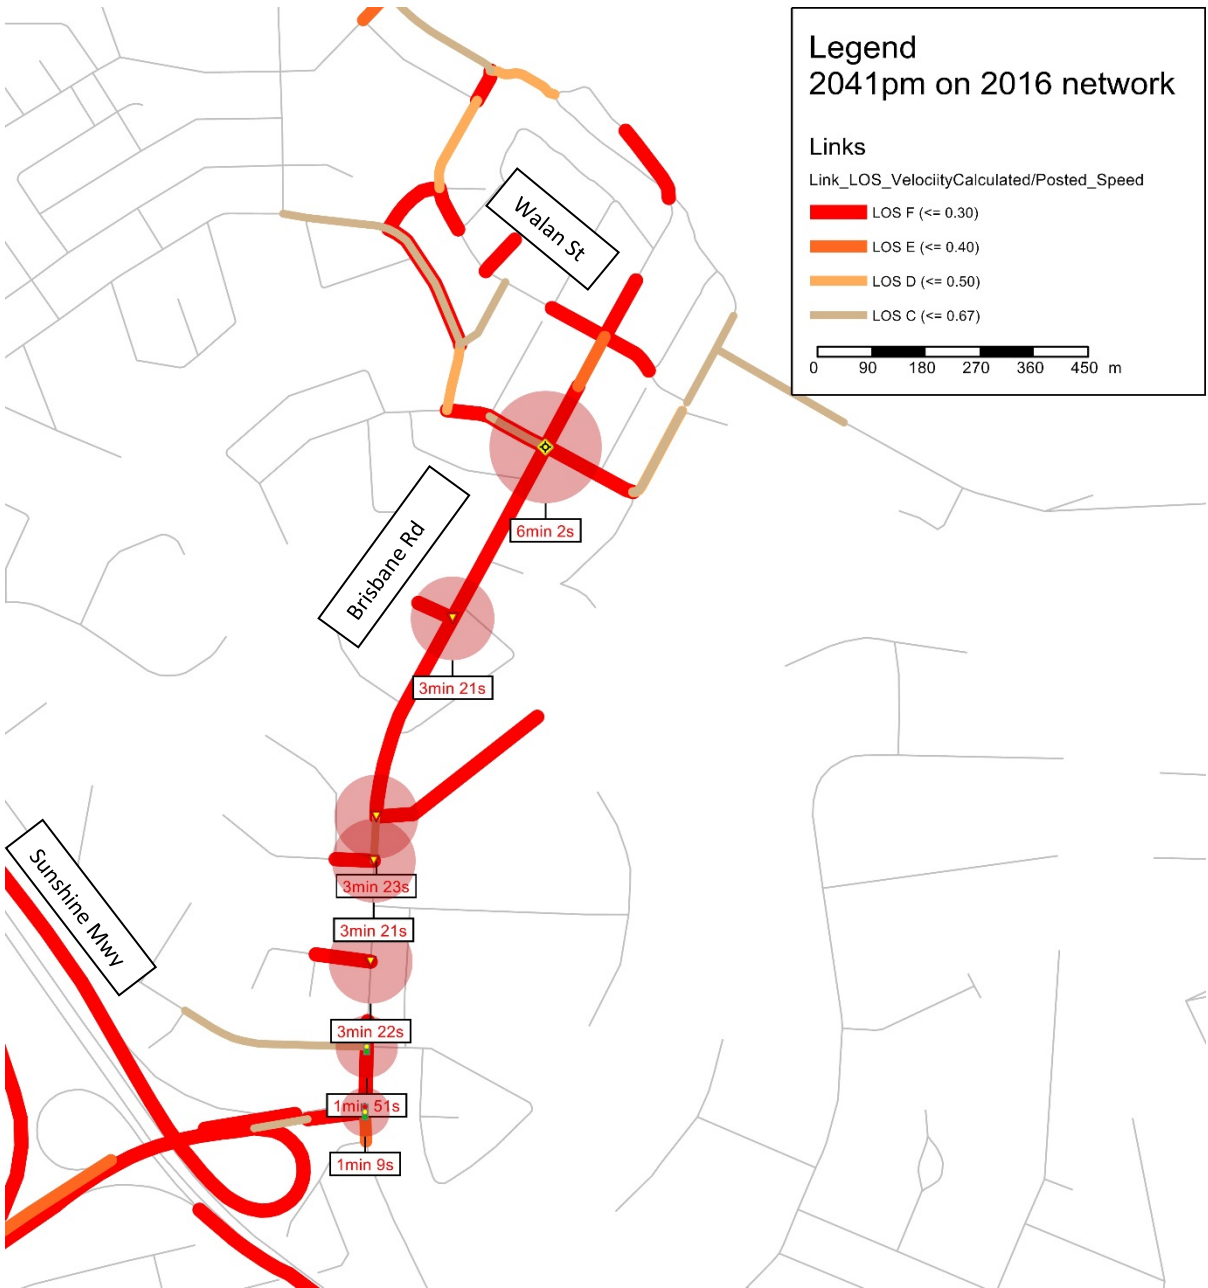 Legend
2041pm on 2016 network
Links
Link_LOS_VelociityCalculated/Posted_Speed
LOS F (<= 0.30)
LOS E (<= 0.40)
LOS D (<= 0.50)
LOS C (<= 0.67)
0 90 180 270 360 450 m
Walan St
Brisbane Rd
6min 2s
3min 21s
Sunshine Mwy
3min 23s
3min 21s
3min 22s
1min 51s
1min 9s